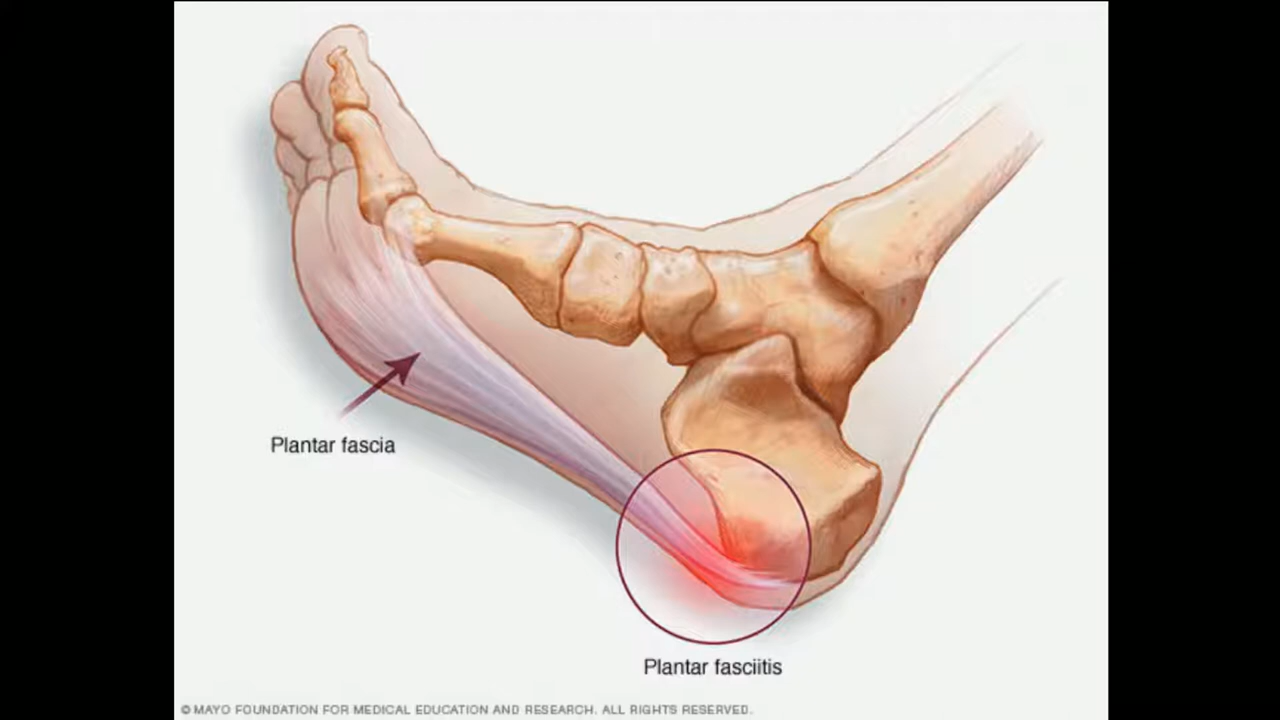 Plantar fascia
Plantar fasciitis
© MAYO FOUNDATION FOR MEDICAL EDUCATION AND RESEARCH. ALL RIGHTS RESERVED.